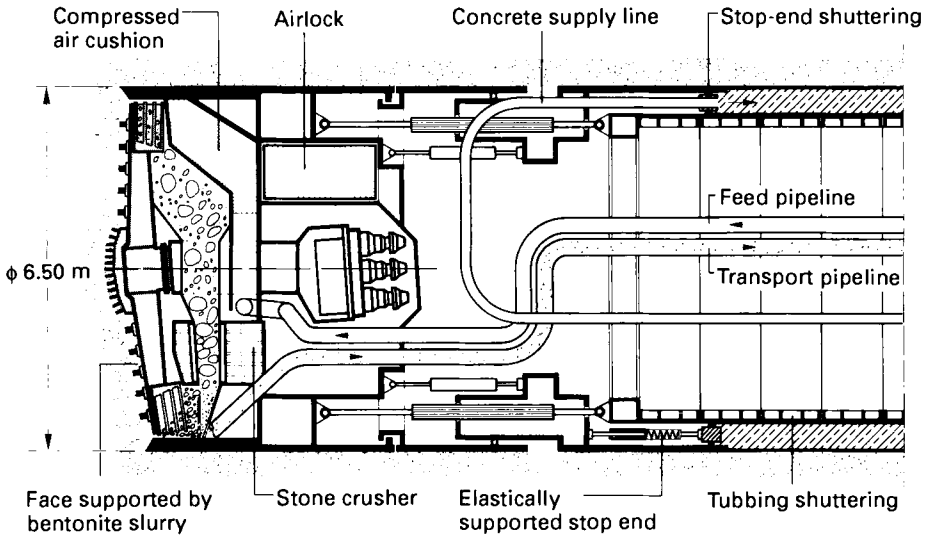 Compressed
air cushion
Airlock
Concrete supply line
Stop-end shuttering
Feed pipeline
ϕ 6.50 m
Transport pipeline
Face supported by
bentonite slurry
Stone crusher
Elastically
supported stop end
Tubbing shuttering